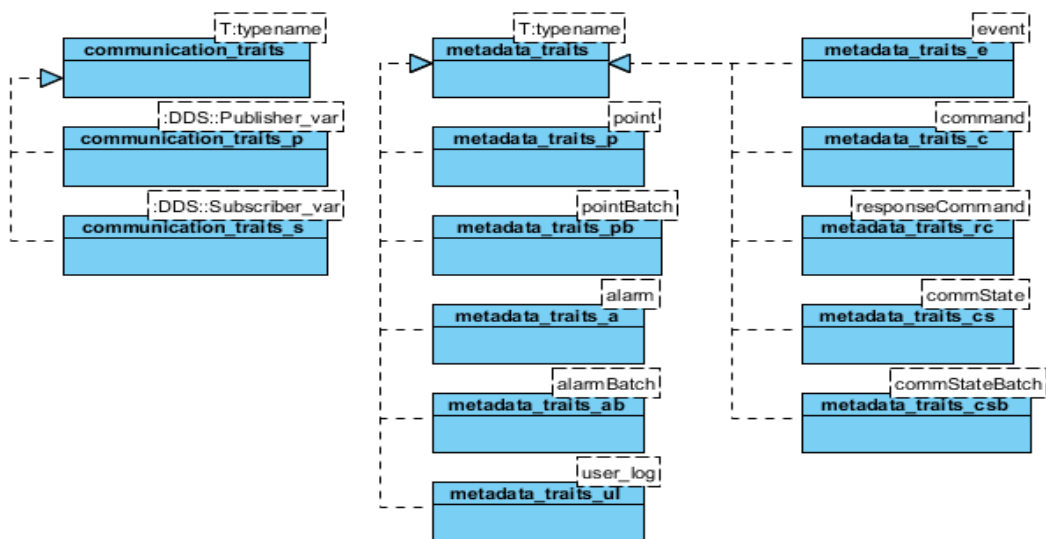 T:typename
communication_traits
:DDS::Publisher_var
communication_traits_p
:DDS::Subscriber_var
communication_traits_s
T:typename
metadata_traits
point
metadata_traits_p
pointBatch
metadata_traits_pb
alarm
metadata_traits_a
alarmBatch
metadata_traits_ab
user_log
metadata_traits_ul
event
metadata_traits_e
command
metadata_traits_c
responseCommand
metadata_traits_rc
commState
metadata_traits_cs
commStateBatch
metadata_traits_csb